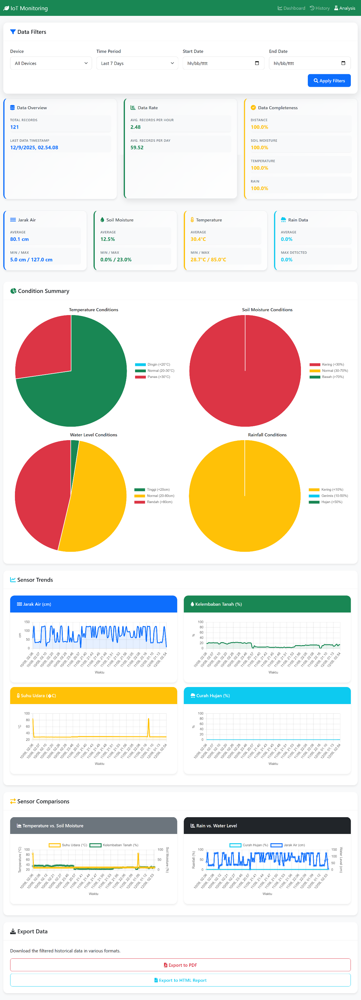 IoT Monitoring
Dashboard History Analysis
Data Filters
Device Time Period Start Date End Date
All Devices Last 7 Days hh/bb/tttt hh/bb/tttt
Apply Filters
Data Overview
TOTAL RECORDS
121
LAST DATA TIMESTAMP
12/9/2025, 02.54.08
Data Rate
AVG. RECORDS PER HOUR
2.48
AVG. RECORDS PER DAY
59.52
Data Completeness
DISTANCE
100.0%
SOIL MOISTURE
100.0%
TEMPERATURE
100.0%
RAIN
100.0%
Jarak Air
AVERAGE
80.1 cm
MIN / MAX
5.0 cm / 127.0 cm
Soil Moisture
AVERAGE
12.5%
MIN / MAX
0.0% / 23.0%
Temperature
AVERAGE
30.4°C
MIN / MAX
28.7°C / 85.0°C
Rain Data
AVERAGE
0.0%
MAX DETECTED
0.0%
Condition Summary
Temperature Conditions
Dingin (<20°C)
Normal (20-30°C)
Panas (>30°C)
Soil Moisture Conditions
Kering (<30%)
Normal (30-70%)
Basah (>70%)
Water Level Conditions
Tinggi (<20cm)
Normal (20-80cm)
Rendah (>80cm)
Rainfall Conditions
Kering (<10%)
Gerimis (10-50%)
Hujan (>50%)
Sensor Trends
Jarak Air (cm)
150
100
50
0
cm
10/09, 02.06
10/09, 02.07
10/09, 02.10
10/09, 02.20
10/09, 02.26
10/09, 02.28
10/09, 23.46
11/09, 20.57
11/09, 21.40
11/09, 21.43
11/09, 21.45
11/09, 21.48
11/09, 21.51
11/09, 21.53
11/09, 21.56
11/09, 22.05
11/09, 22.08
11/09, 22.16
12/09, 01.10
12/09, 01.13
12/09, 02.54
Waktu
Kelembaban Tanah (%)
100
80
60
40
20
0
%
10/09, 02.06
10/09, 02.07
10/09, 02.10
10/09, 02.20
10/09, 02.26
10/09, 02.28
10/09, 23.46
11/09, 20.57
11/09, 21.40
11/09, 21.43
11/09, 21.45
11/09, 21.48
11/09, 21.51
11/09, 21.53
11/09, 21.56
11/09, 22.05
11/09, 22.08
11/09, 22.16
12/09, 01.10
12/09, 01.13
12/09, 02.54
Waktu
Suhu Udara (�C)
100
80
60
40
20
°C
10/09, 02.06
10/09, 02.07
10/09, 02.10
10/09, 02.20
10/09, 02.26
10/09, 02.28
10/09, 23.46
11/09, 20.57
11/09, 21.40
11/09, 21.43
11/09, 21.45
11/09, 21.48
11/09, 21.51
11/09, 21.53
11/09, 21.56
11/09, 22.05
11/09, 22.08
11/09, 22.16
12/09, 01.10
12/09, 01.13
12/09, 02.54
Waktu
Curah Hujan (%)
100
80
60
40
20
0
%
10/09, 02.06
10/09, 02.07
10/09, 02.10
10/09, 02.20
10/09, 02.26
10/09, 02.28
10/09, 23.46
11/09, 20.57
11/09, 21.40
11/09, 21.43
11/09, 21.45
11/09, 21.48
11/09, 21.51
11/09, 21.53
11/09, 21.56
11/09, 22.05
11/09, 22.08
11/09, 22.16
12/09, 01.10
12/09, 01.13
12/09, 02.54
Waktu
Sensor Comparisons
Temperature vs. Soil Moisture
Suhu Udara (°C) Kelembaban Tanah (%)
Temperature (°C)
100
80
60
40
20
100
50
0
Soil Moisture (%)
10/09, 02.06
10/09, 02.08
10/09, 02.12
10/09, 02.21
10/09, 02.27
10/09, 23.46
11/09, 20.57
11/09, 21.41
11/09, 21.44
11/09, 21.47
11/09, 21.50
11/09, 21.53
11/09, 21.56
11/09, 22.06
11/09, 22.09
12/09, 01.09
12/09, 01.12
12/09, 02.53
Waktu
Rain vs. Water Level
Curah Hujan (%) Jarak Air (cm)
Rainfall (%)
100
50
0
150
100
50
0
Water Level (cm)
10/09, 02.06
10/09, 02.08
10/09, 02.12
10/09, 02.21
10/09, 02.27
10/09, 23.46
11/09, 20.57
11/09, 21.41
11/09, 21.44
11/09, 21.47
11/09, 21.50
11/09, 21.53
11/09, 21.56
11/09, 22.06
11/09, 22.09
12/09, 01.09
12/09, 01.12
12/09, 02.53
Waktu
Export Data
Download the filtered historical data in various formats.
Export to PDF
Export to HTML Report